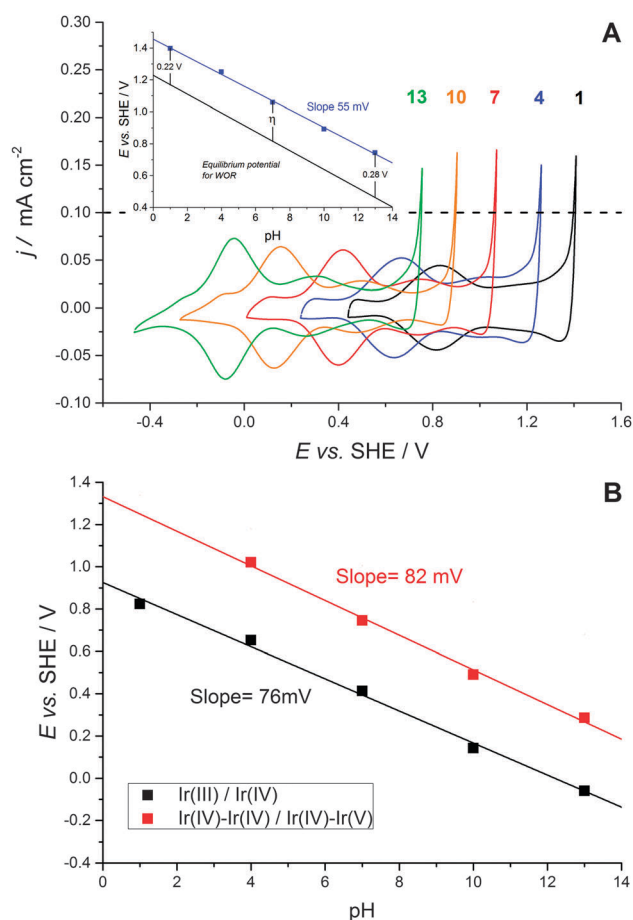 A
0.30
0.25
0.20
0.15
0.10
0.05
0.00
-0.05
-0.10
j / mA cm-2
-0.4 0.0 0.4 0.8 1.2 1.6
E vs. SHE / V
13 10 7 4 1
1.4
1.2
1.0
0.8
0.6
0.4
E vs. SHE / V
0.22 V
Slope 55 mV
η
Equilibrium potential
for WOR
0.28 V
0 2 4 6 8 10 12 14
pH
B
1.4
1.2
1.0
0.8
0.6
0.4
0.2
0.0
-0.2
-0.4
E vs. SHE / V
Slope= 82 mV
Slope= 76mV
Ir(III) / Ir(IV)
Ir(IV)-Ir(IV) / Ir(IV)-Ir(V)
0 2 4 6 8 10 12 14
pH